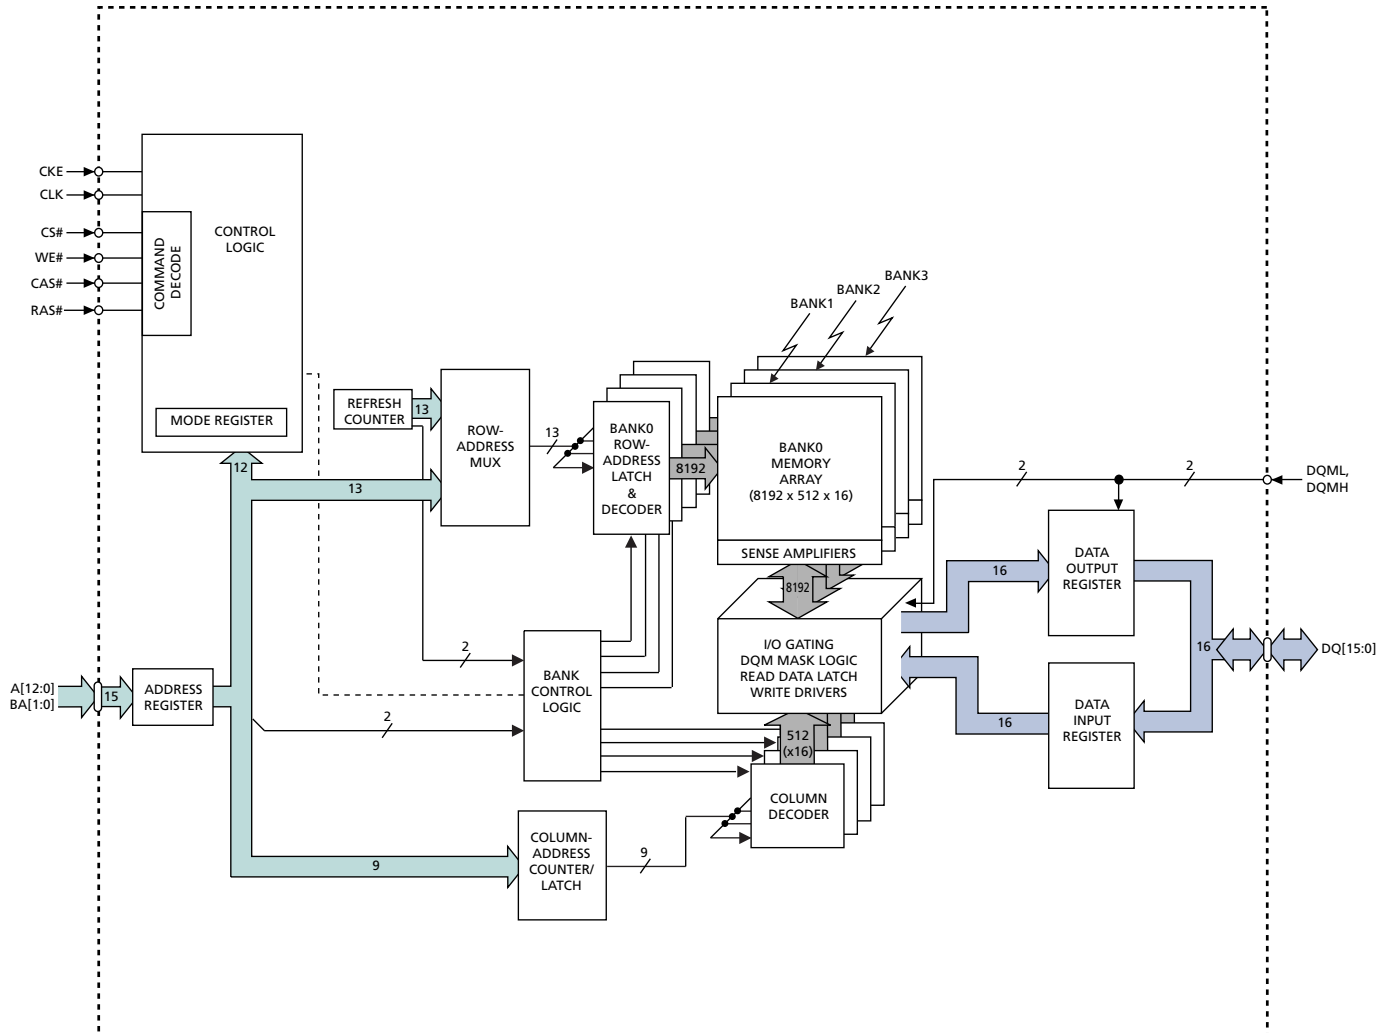 CKE
CLK
CS#
WE#
CAS#
RAS#
COMMAND
DECODE
CONTROL
LOGIC
MODE REGISTER
12
13
REFRESH
COUNTER
13
ROW-
ADDRESS
MUX
13
BANK0
ROW-
ADDRESS
LATCH
&
DECODER
8192
BANK1
BANK2
BANK3
BANK0
MEMORY
ARRAY
(8192 x 512 x 16)
SENSE AMPLIFIERS
8192
I/O GATING
DQM MASK LOGIC
READ DATA LATCH
WRITE DRIVERS
2
2
DQML,
DQMH
16
DATA
OUTPUT
REGISTER
16
DQ[15:0]
16
DATA
INPUT
REGISTER
A[12:0]
BA[1:0]
15
ADDRESS
REGISTER
2
2
BANK
CONTROL
LOGIC
512
(x16)
COLUMN
DECODER
9
COLUMN-
ADDRESS
COUNTER/
LATCH
9